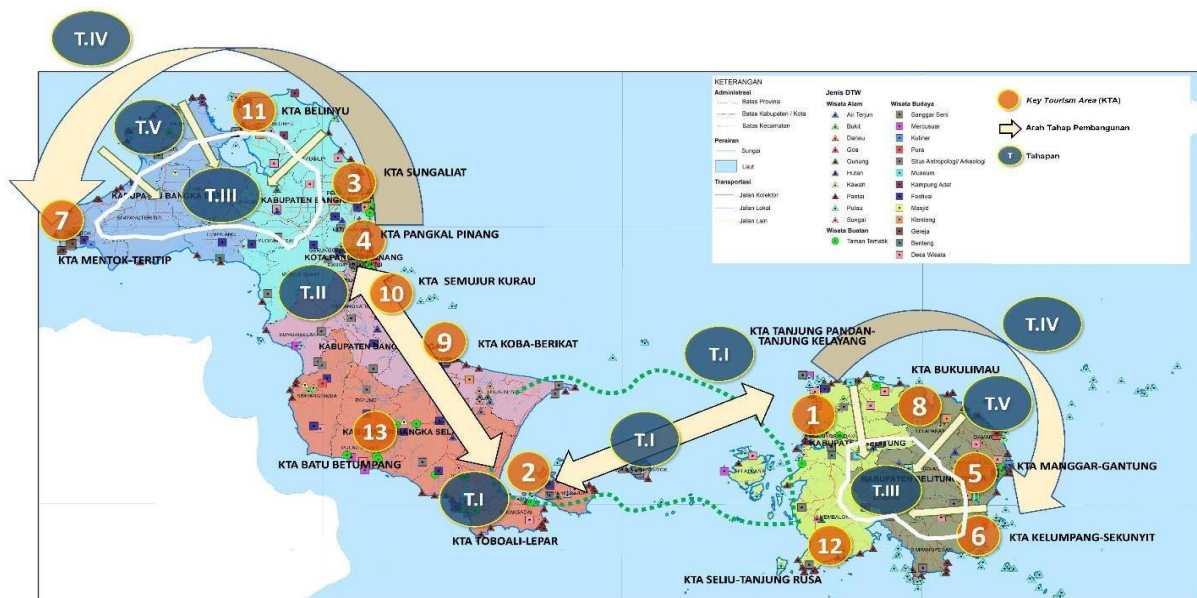 T.IV
KETERANGAN
Administrasi
Batas Provinsi
Batas Kabupaten / Kota
Batas Kecamatan
Perairan
Sungai
Laut
Transportasi
Jalan Kolektor
Jalan Lokal
Jalan Lain
Jenis DTW
Wisata Alam
Air Terjun
Bukit
Danau
Goa
Gunung
Hutan
Kawah
Pantai
Pulau
Sungai
Wisata Buatan
Taman Tematik
Wisata Budaya
Sanggar Seni
Mercusuar
Kuliner
Pura
Situs Antropologi/ Arkeologi
Museum
Kampung Adat
Festival
Masjid
Klenteng
Gereja
Benteng
Desa Wisata
Key Tourism Area (KTA)
Arah Tahap Pembangunan
T
Tahapan
T.V
11
KTA BELINYU
T.III
3
KTA SUNGALIAT
7
KTA MENTOK-TERITIP
4
KTA PANGKAL PINANG
T.II
10
KTA SEMUJUR KURAU
9
KTA KOBA-BERIKAT
13
KTA BATU BETUMPANG
T.I
2
KTA TOBOALI-LEPAR
T.I
T.I
KTA TANJUNG PANDAN-
TANJUNG KELAYANG
T.IV
KTA BUKULIMAU
1
8
T.V
5
KTA MANGGAR-GANTUNG
T.III
6
KTA KELUMPANG-SEKUNYIT
12
KTA SELIU-TANJUNG RUSA